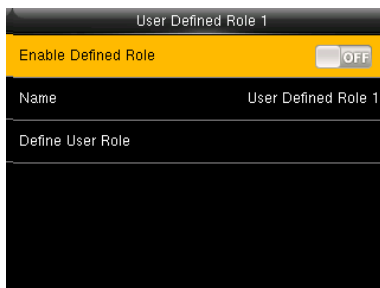 User Defined Role 1
Enable Defined Role OFF
Name User Defined Role 1
Define User Role